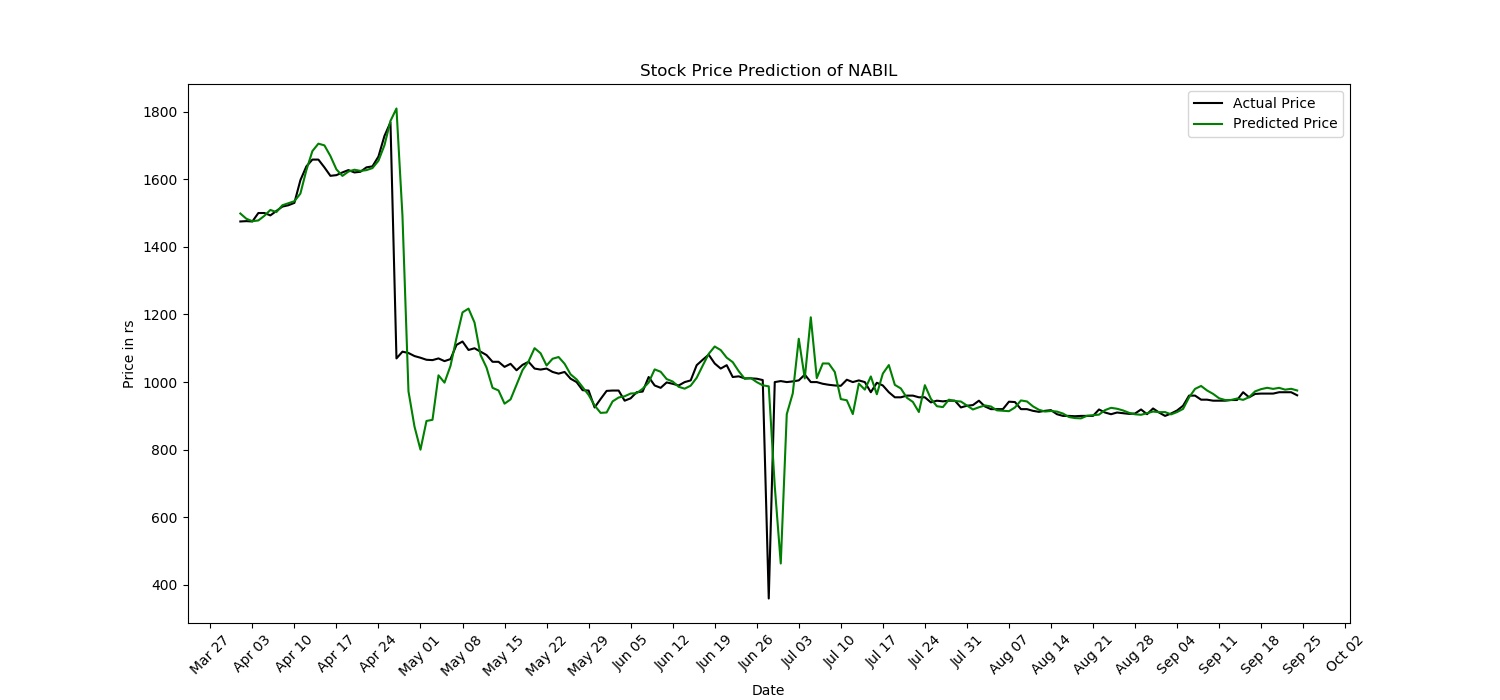 Stock Price Prediction of NABIL
Actual Price
Predicted Price
Price in rs
1800
1600
1400
1200
1000
800
600
400
Mar 27
Apr 03
Apr 10
Apr 17
Apr 24
May 01
May 08
May 15
May 22
May 29
Jun 05
Jun 12
Jun 19
Jun 26
Jul 03
Jul 10
Jul 17
Jul 24
Jul 31
Aug 07
Aug 14
Aug 21
Aug 28
Sep 04
Sep 11
Sep 18
Sep 25
Oct 02
Date